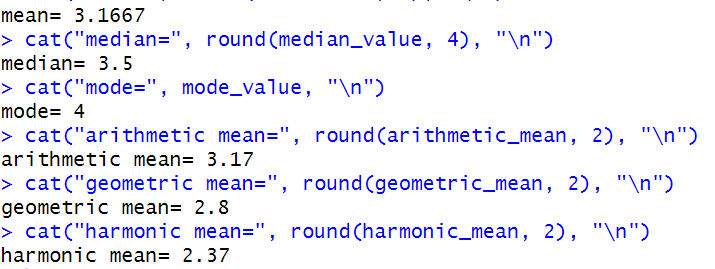 mean= 3.1667
> cat("median=", round(median_value, 4), "\n")
median= 3.5
> cat("mode=", mode_value, "\n")
mode= 4
> cat("arithmetic mean=", round(arithmetic_mean, 2), "\n")
arithmetic mean= 3.17
> cat("geometric mean=", round(geometric_mean, 2), "\n")
geometric mean= 2.8
> cat("harmonic mean=", round(harmonic_mean, 2), "\n")
harmonic mean= 2.37